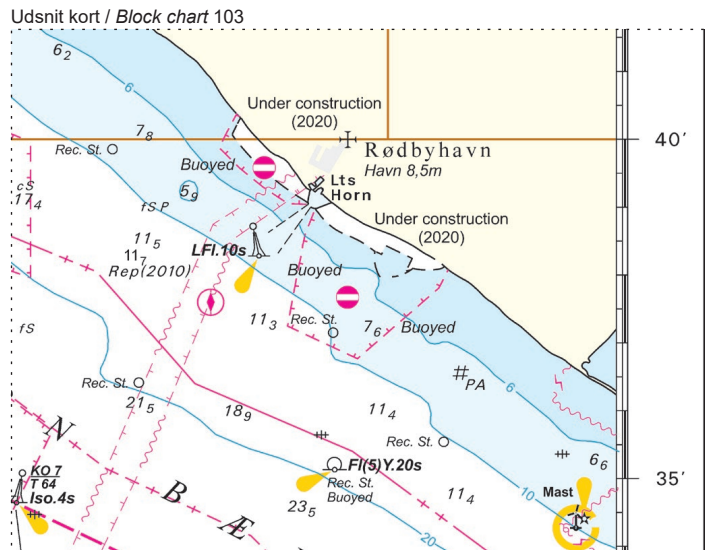 Udsnit kort / Block chart 103
6₂
6
7₈
Under construction
(2020)
40′
Rec. St.
Rødbyhavn
Havn 8,5m
Buoyed
Lts
Horn
5₉
cS
17₄
fS P
Under construction
(2020)
11₅
LFl.10s
11₇
Rep(2010)
Buoyed
fS
11₃
Rec. St.
7₆
Buoyed
PA
6
Rec. St.
21₅
18₉
11₄
Rec. St.
N
6₆
35′
KO 7
T 64
Iso.4s
B
Fl(5)Y.20s
Rec. St.
Buoyed
23₅
11₄
10
Mast
Æ
20